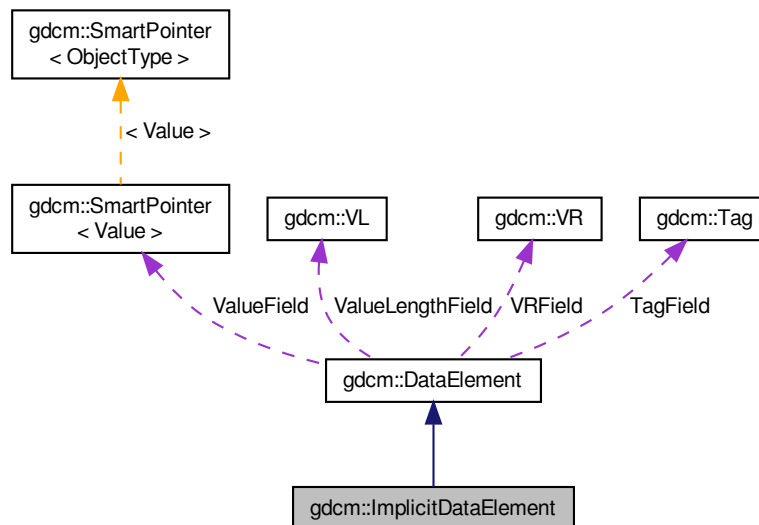 gdcm::SmartPointer
< ObjectType >
< Value >
gdcm::SmartPointer
< Value >
gdcm::VL
gdcm::VR
gdcm::Tag
ValueField
ValueLengthField
VRField
TagField
gdcm::DataElement
gdcm::ImplicitDataElement